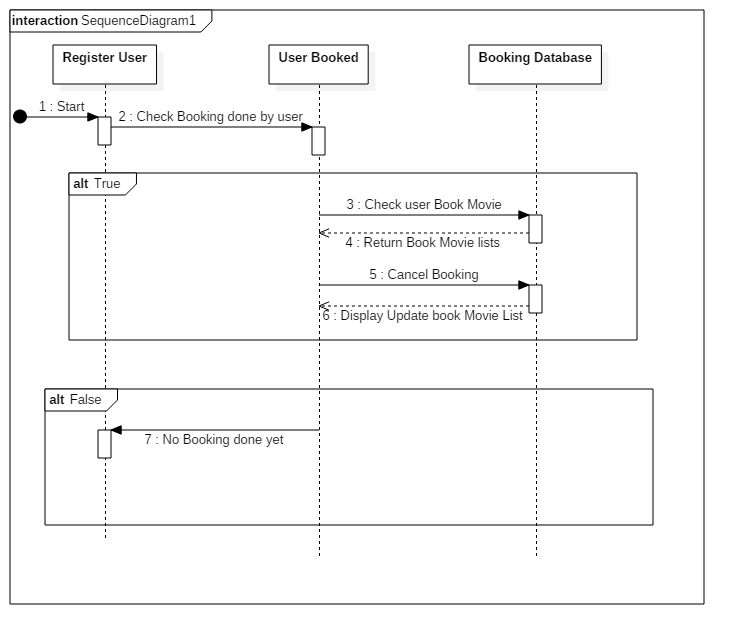 interaction SequenceDiagram1
Register User
User Booked
Booking Database
1 : Start
2 : Check Booking done by user
alt True
3 : Check user Book Movie
4 : Return Book Movie lists
5 : Cancel Booking
6 : Display Update book Movie List
alt False
7 : No Booking done yet